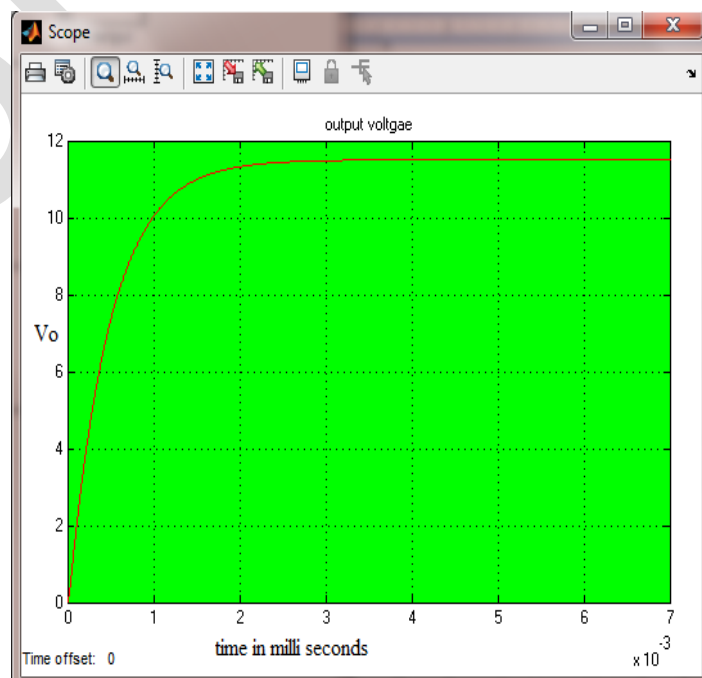 Scope
output voltgae
12
10
8
6
4
2
0
Vo
0 1 2 3 4 5 6 7
x 10^-3
time in milli seconds
Time offset: 0